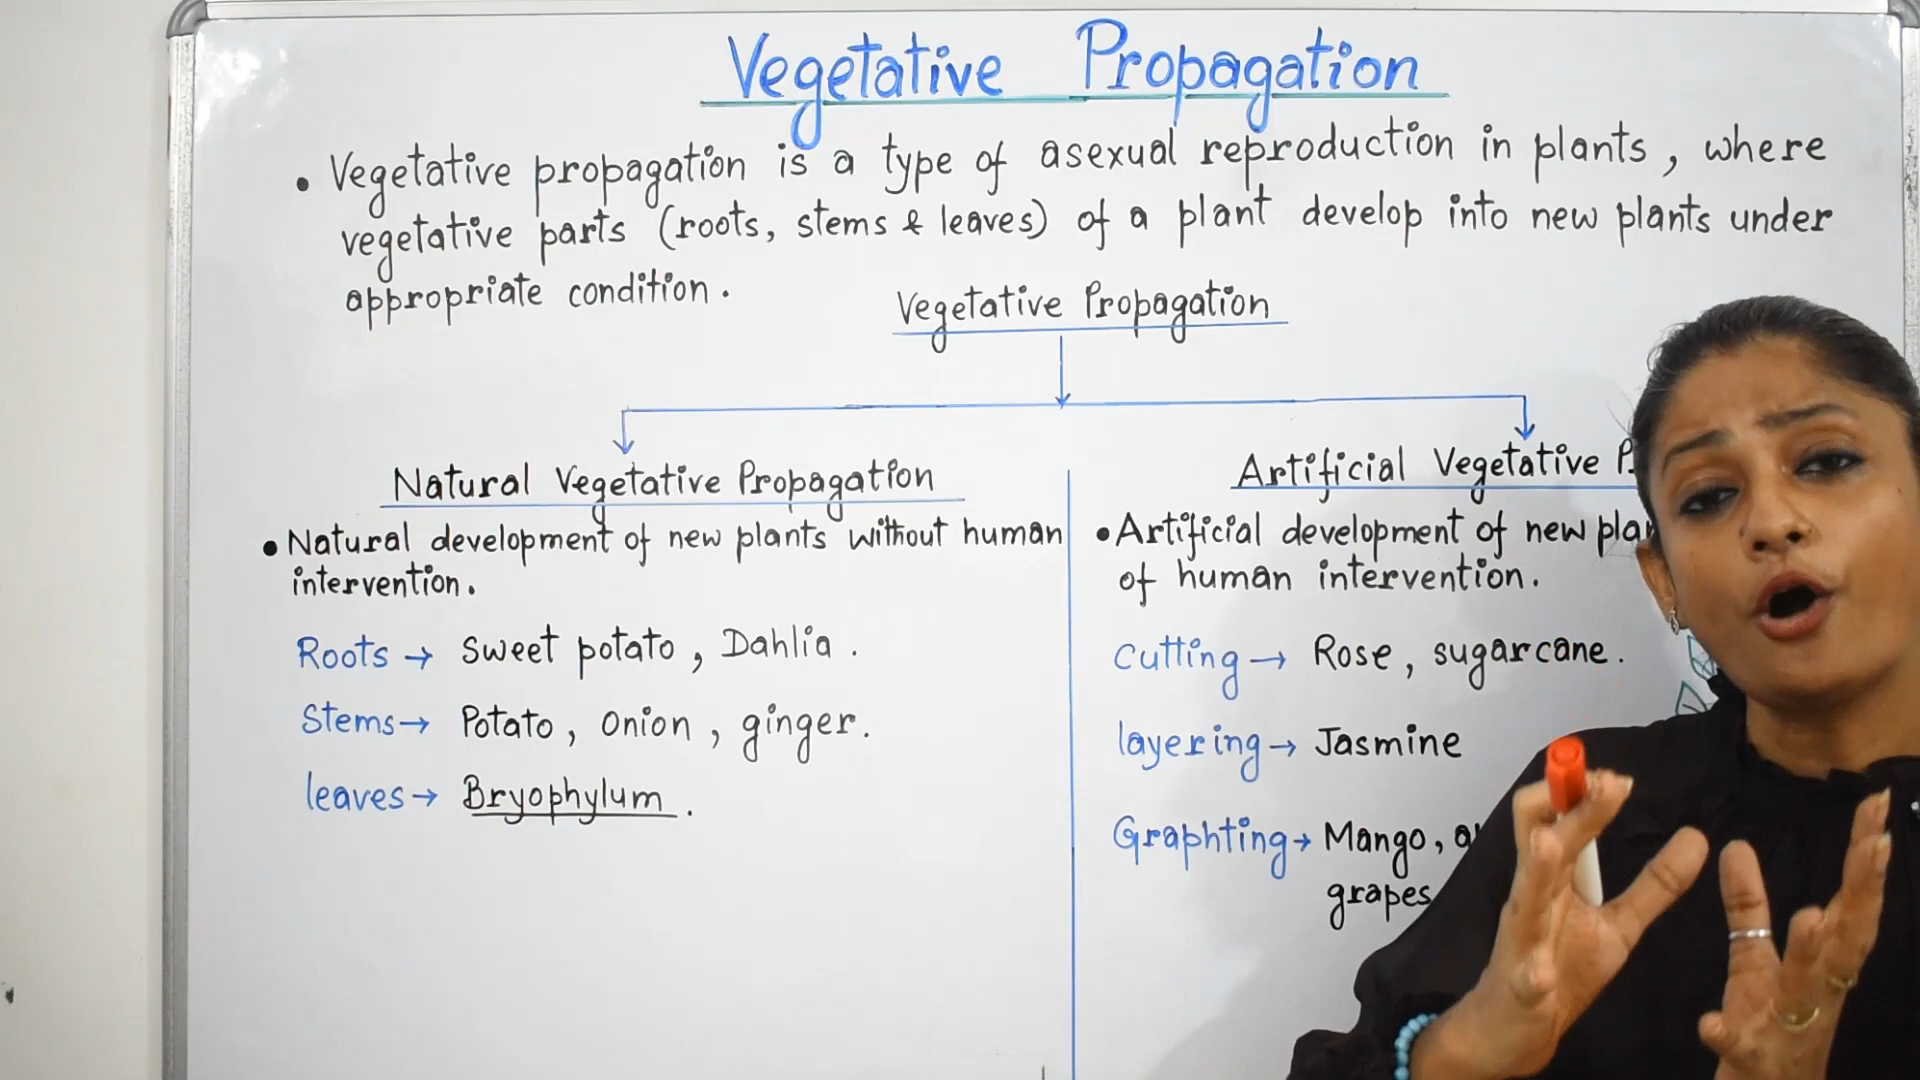 Vegetative Propagation
• Vegetative propagation is a type of asexual reproduction in plants, where
vegetative parts (roots, stems & leaves) of a plant develop into new plants under
appropriate condition.
Vegetative Propagation
Natural Vegetative Propagation
• Natural development of new plants without human
intervention.
Roots → Sweet potato, Dahlia.
Stems → Potato, Onion, ginger.
leaves → Bryophylum.
Artificial Vegetative
• Artificial development of new
of human intervention.
Cutting → Rose, sugarcane.
layering → Jasmine
Graphting → Mango,
grapes